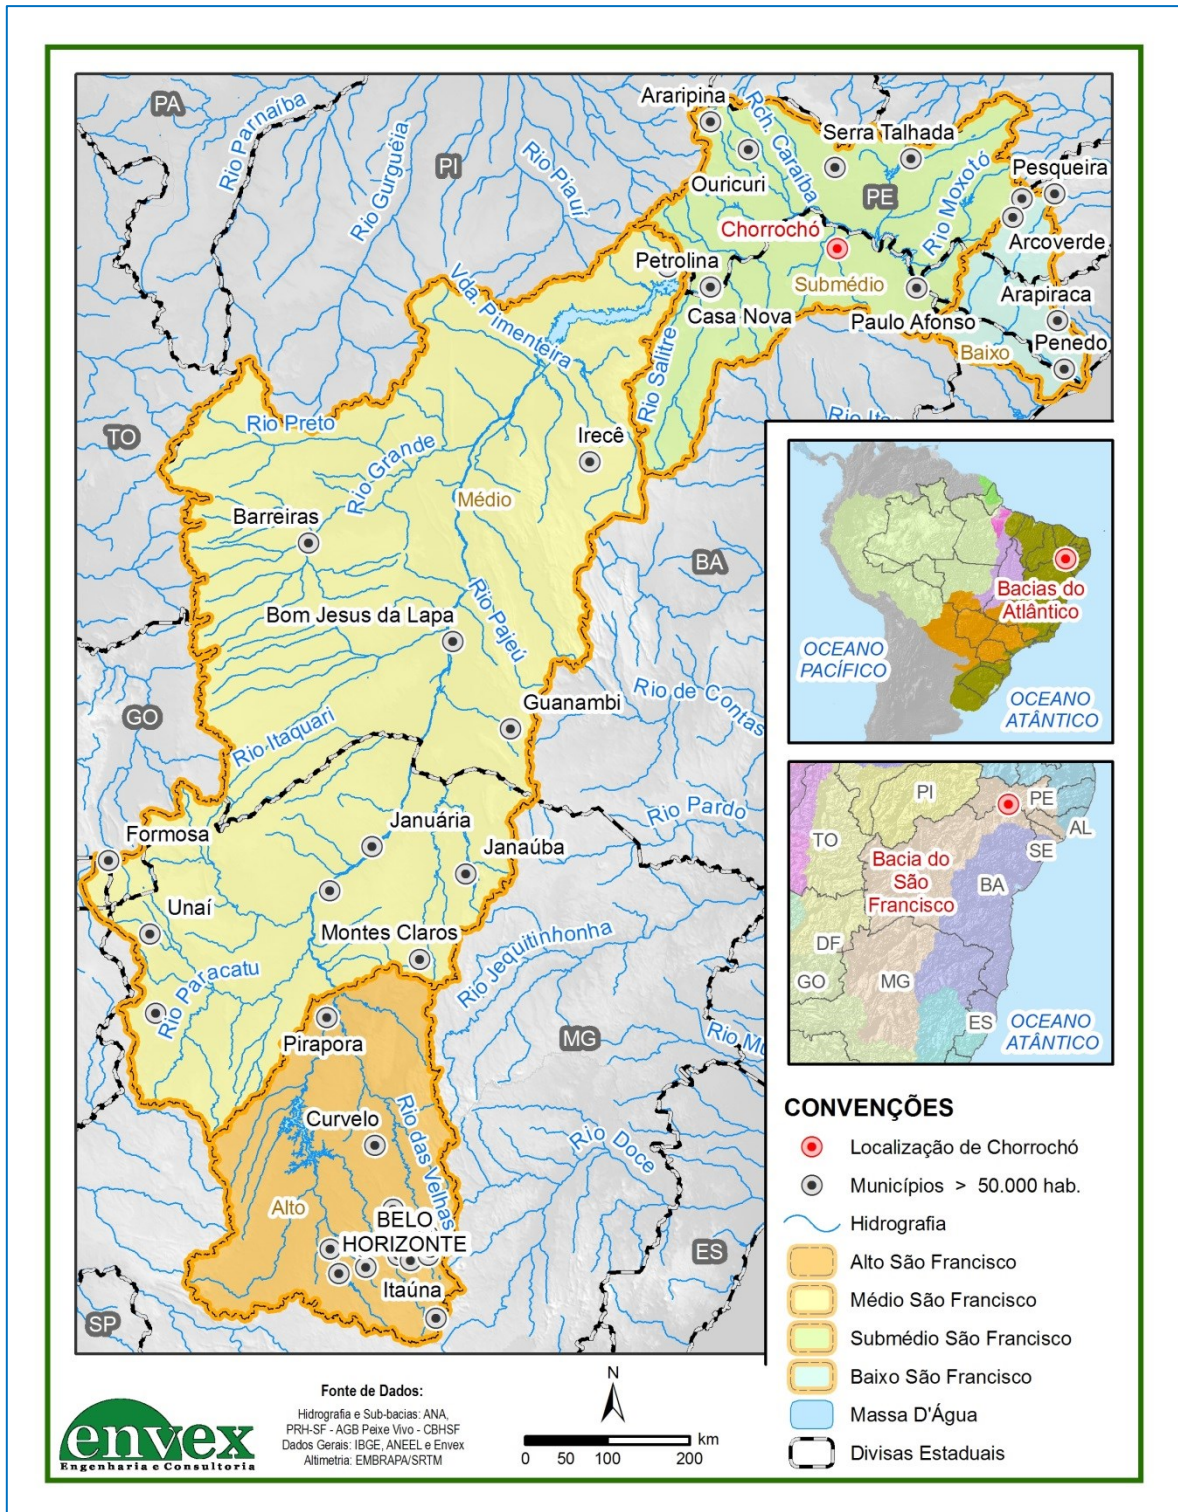 PA
Rio Parnaíba
PI
Rio Gurguéia
Rio Piauí
Araripina
Rch. Caraíba
Serra Talhada
Pesqueira
Ouricuri
PE
Rio Moxotó
Chorrochó
Arcoverde
Petrolina
Submédio
Arapiraca
Vda. Pimenteira
Casa Nova
Paulo Afonso
Penedo
Baixo
Rio Salitre
TO
Rio Preto
Irecê
Rio Grande
Médio
Barreiras
BA
Bom Jesus da Lapa
Rio Pajeú
Rio de Contas
GO
Guanambi
Rio Itaquari
Rio Pardo
Formosa
Januária
Janaúba
Unaí
Montes Claros
Rio Jequitinhonha
Rio Paracatu
Pirapora
MG
Curvelo
Rio das Velhas
Rio Doce
Alto
BELO
HORIZONTE
ES
Itaúna
SP
Bacias do
Atlântico
OCEANO
PACÍFICO
OCEANO
ATÂNTICO
PI
PE
TO
AL
SE
Bacia do
São
Francisco
BA
DF
GO
MG
ES
OCEANO
ATÂNTICO
CONVENÇÕES
Localização de Chorrochó
Municípios > 50.000 hab.
Hidrografia
Alto São Francisco
Médio São Francisco
Submédio São Francisco
Baixo São Francisco
Massa D'Água
Divisas Estaduais
envex
Engenharia e Consultoria
Fonte de Dados:
Hidrografia e Sub-bacias: ANA,
PRH-SF - AGB Peixe Vivo - CBHSF
Dados Gerais: IBGE, ANEEL e Envex
Altimetria: EMBRAPA/SRTM
N
km
0 50 100 200